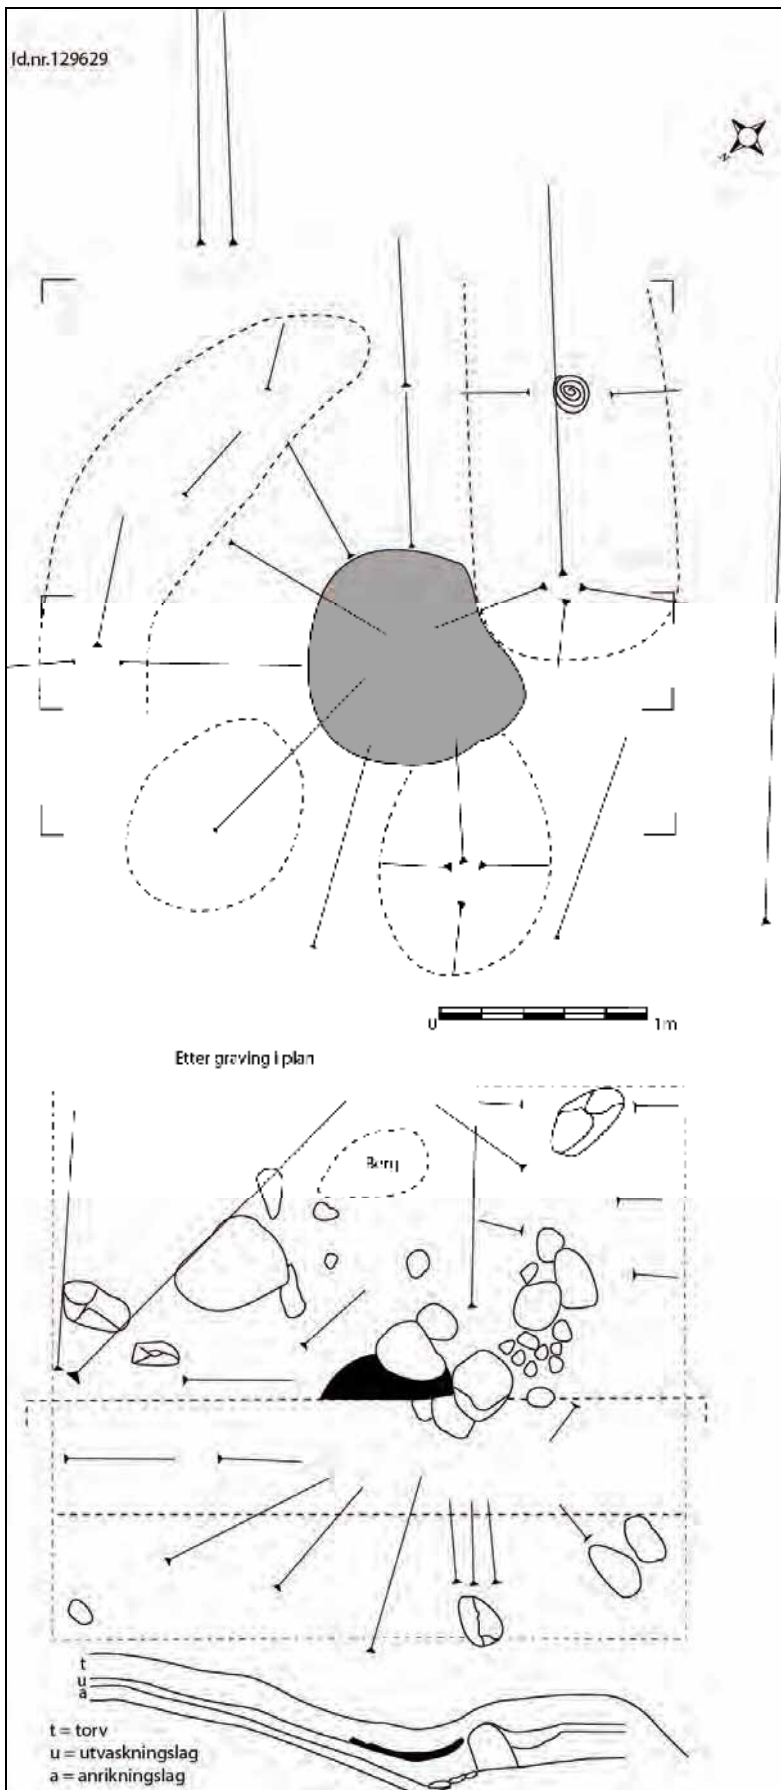 Id.nr.129629
N
0 1m
Etter graving i plan
Berg
t
u
a
t = torv
u = utvaskningslag
a = anrikningslag